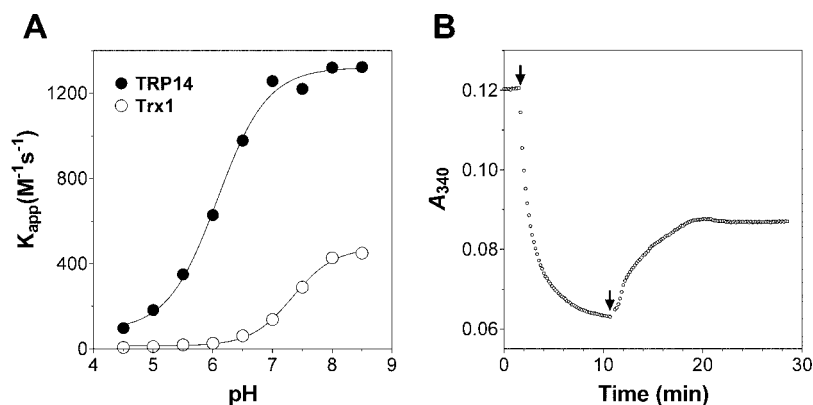 A
TRP14
Trx1
1200
800
400
0
K_app(M⁻¹s⁻¹)
4 5 6 7 8 9
pH
B
0.12
0.10
0.08
0.06
A₃₄₀
0 10 20 30
Time (min)